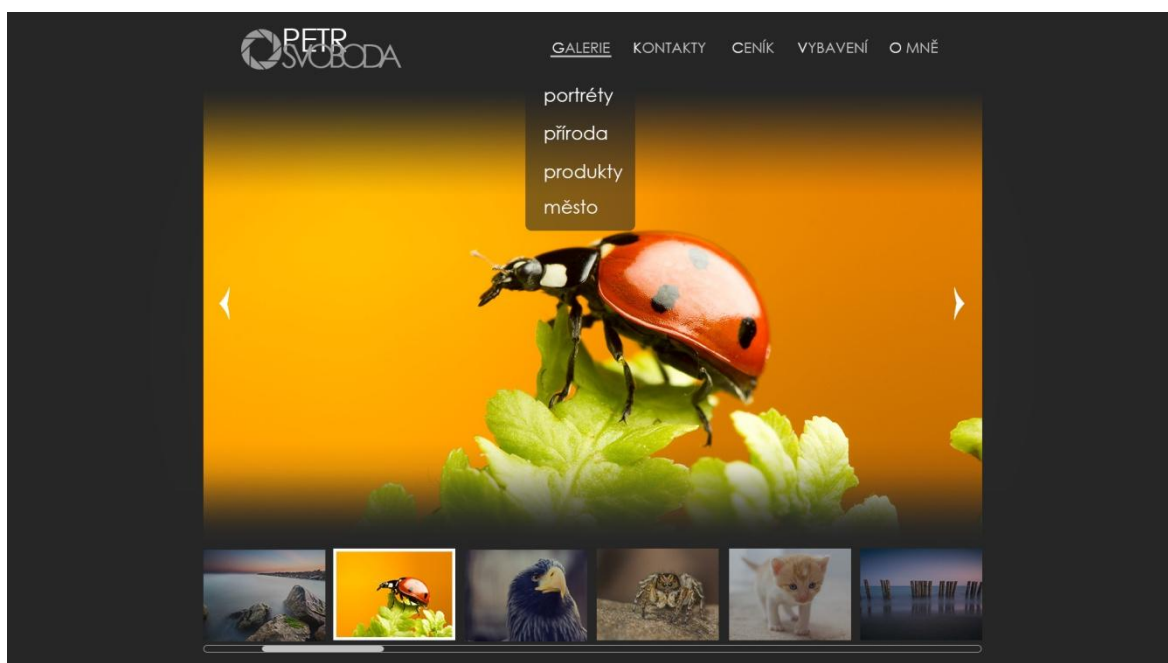 PETR
SVOBODA
GALERIE KONTAKTY CENÍK VYBAVENÍ O MNĚ
portréty
příroda
produkty
město